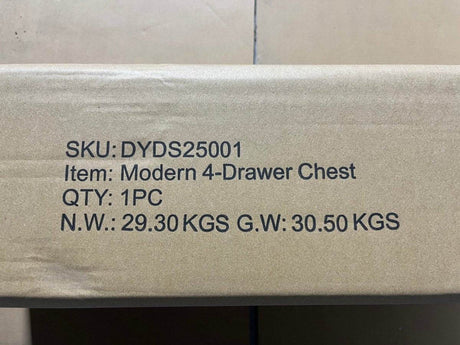 SKU: DYDS25001
Item: Modern 4-Drawer Chest
QTY: 1PC
N.W.: 29.30 KGS G.W: 30.50 KGS